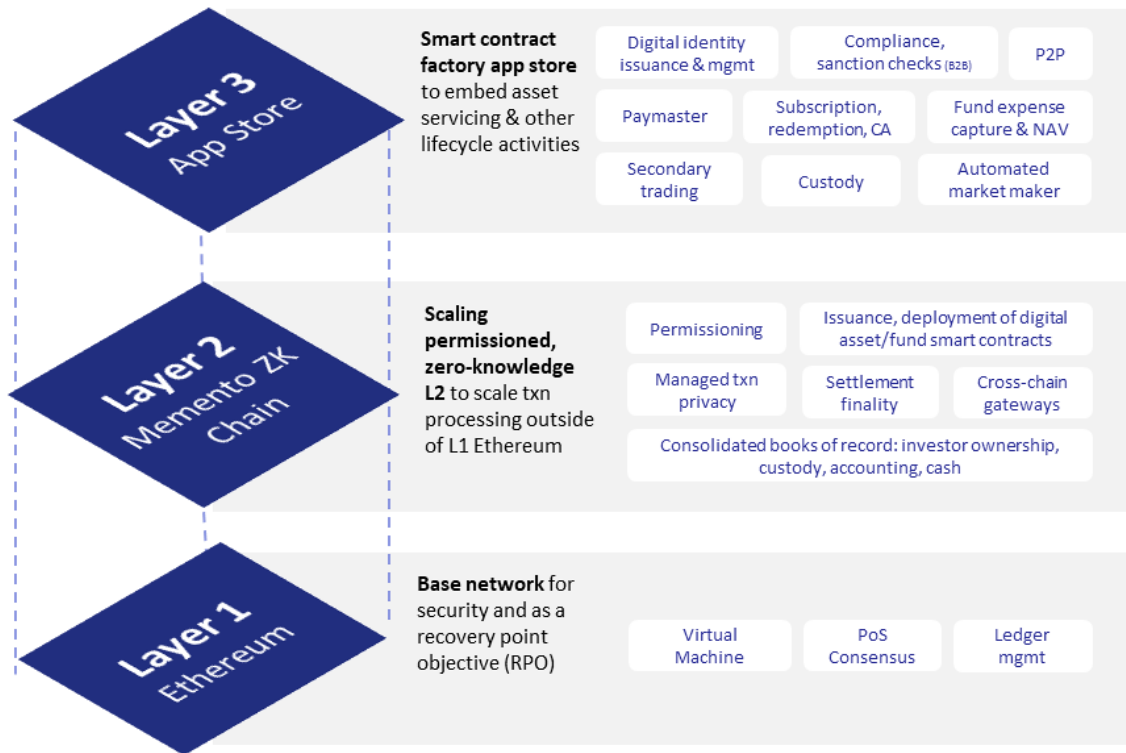 Layer 3
App Store
Smart contract
factory app store
to embed asset
servicing & other
lifecycle activities
Digital identity
issuance & mgmt
Compliance,
sanction checks (B2B)
P2P
Paymaster
Subscription,
redemption, CA
Fund expense
capture & NAV
Secondary
trading
Custody
Automated
market maker
Layer 2
Memento ZK
Chain
Scaling
permissioned,
zero-knowledge
L2 to scale txn
processing outside
of L1 Ethereum
Permissioning
Issuance, deployment of digital
asset/fund smart contracts
Managed txn
privacy
Settlement
finality
Cross-chain
gateways
Consolidated books of record: investor ownership,
custody, accounting, cash
Layer 1
Ethereum
Base network for
security and as a
recovery point
objective (RPO)
Virtual
Machine
PoS
Consensus
Ledger
mgmt